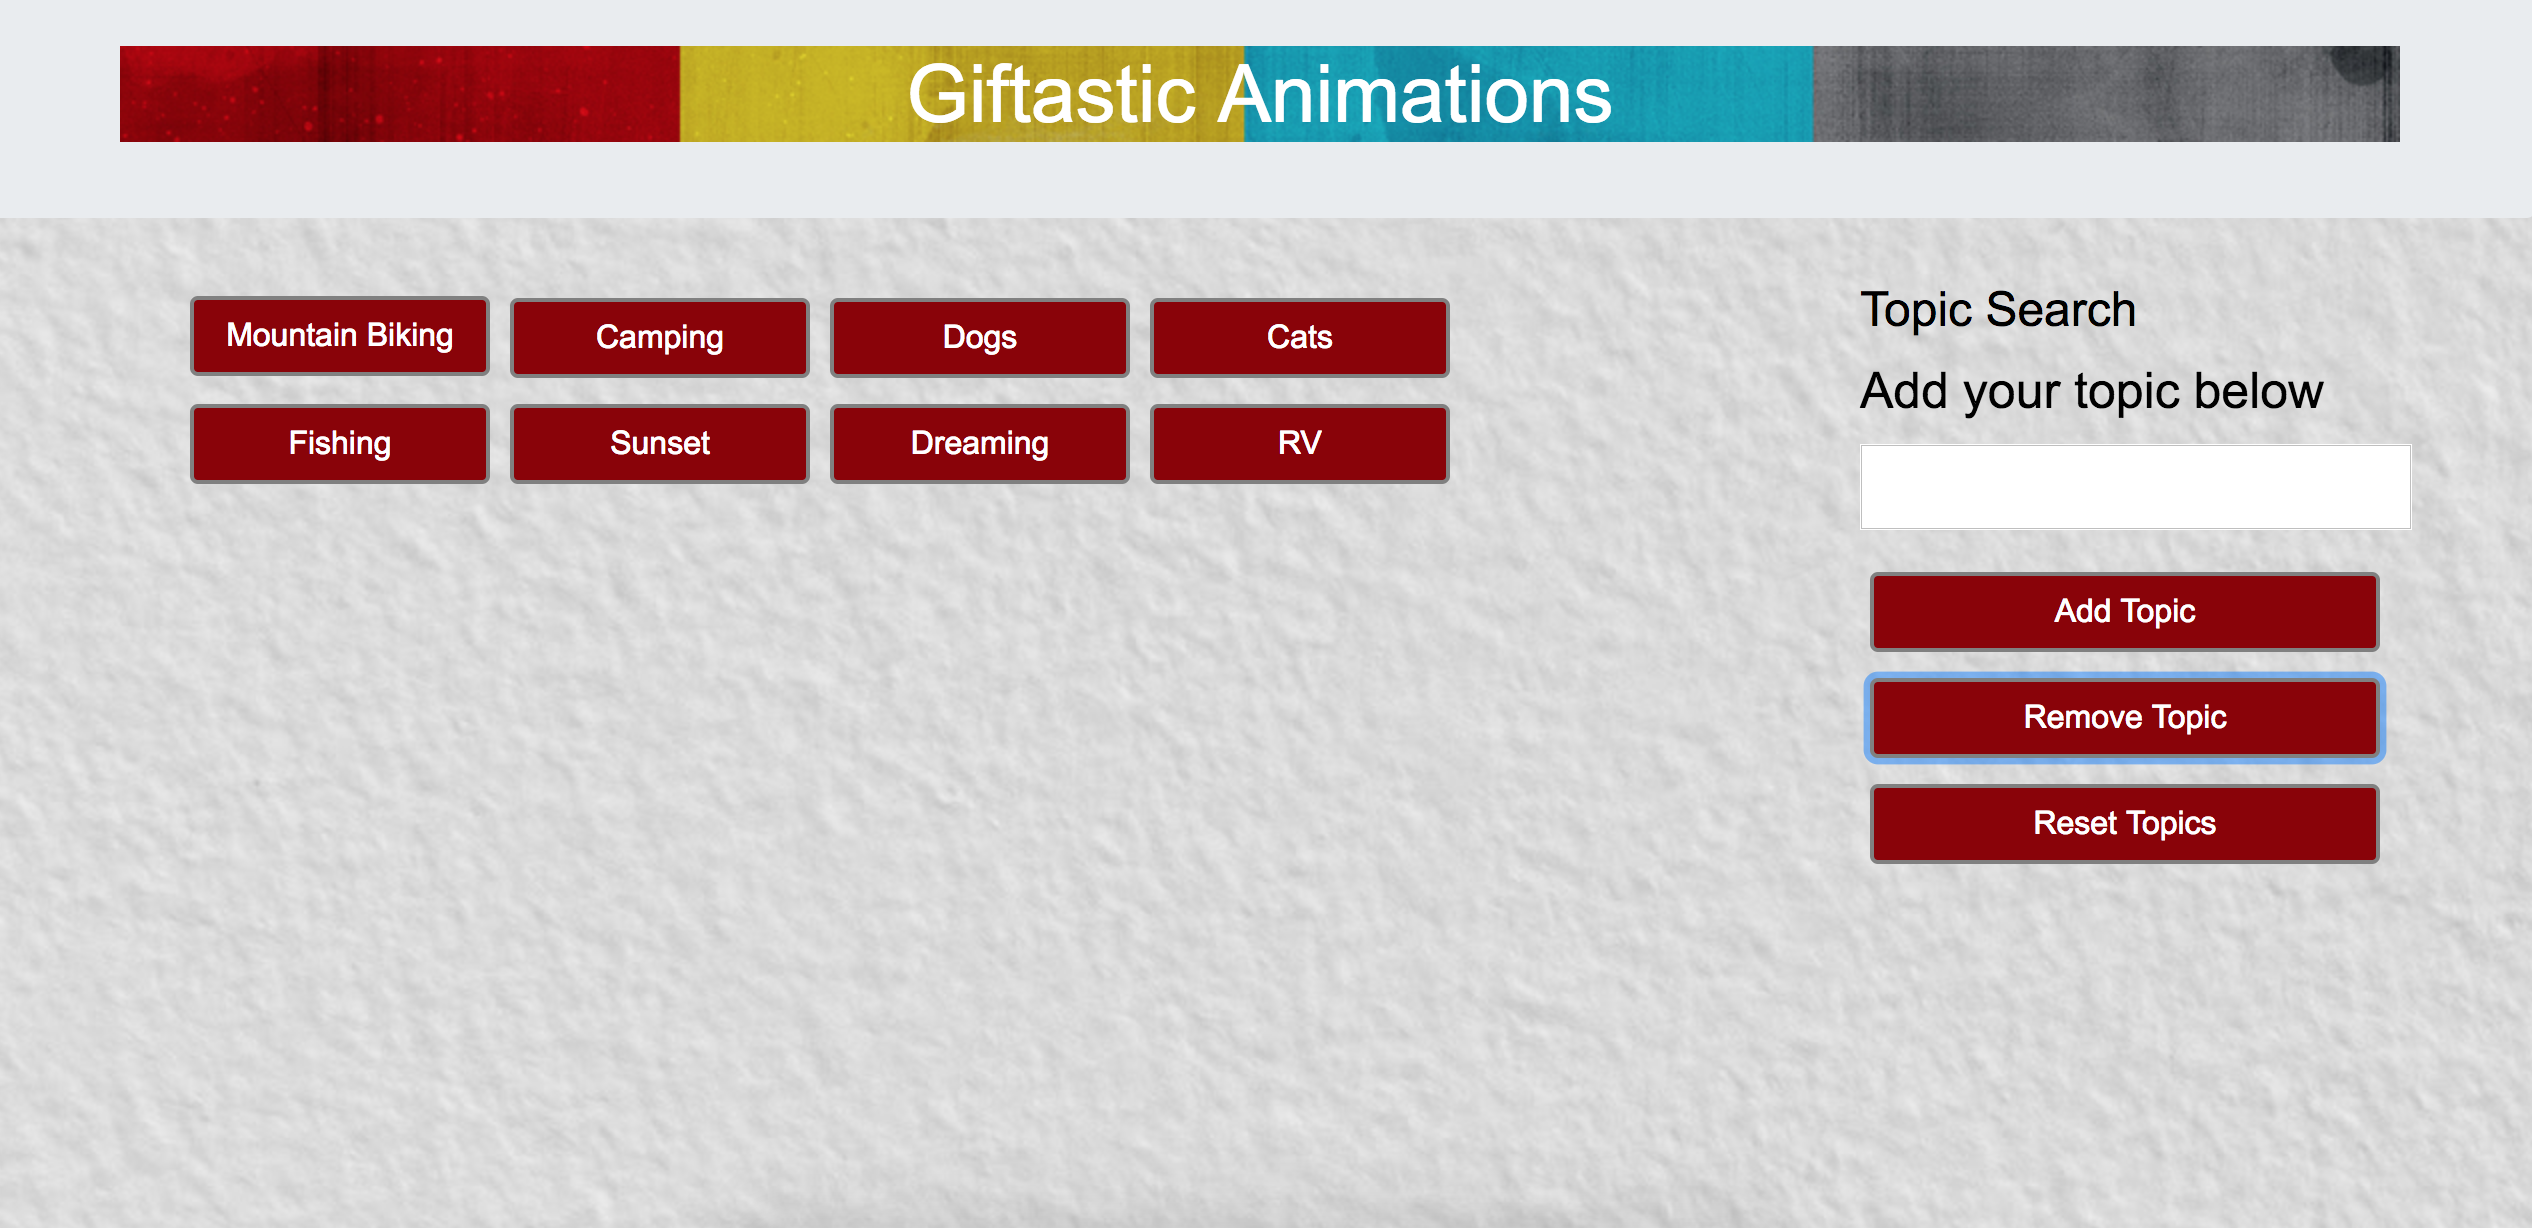 Giftastic Animations
Mountain Biking
Camping
Dogs
Cats
Fishing
Sunset
Dreaming
RV
Topic Search
Add your topic below
Add Topic
Remove Topic
Reset Topics